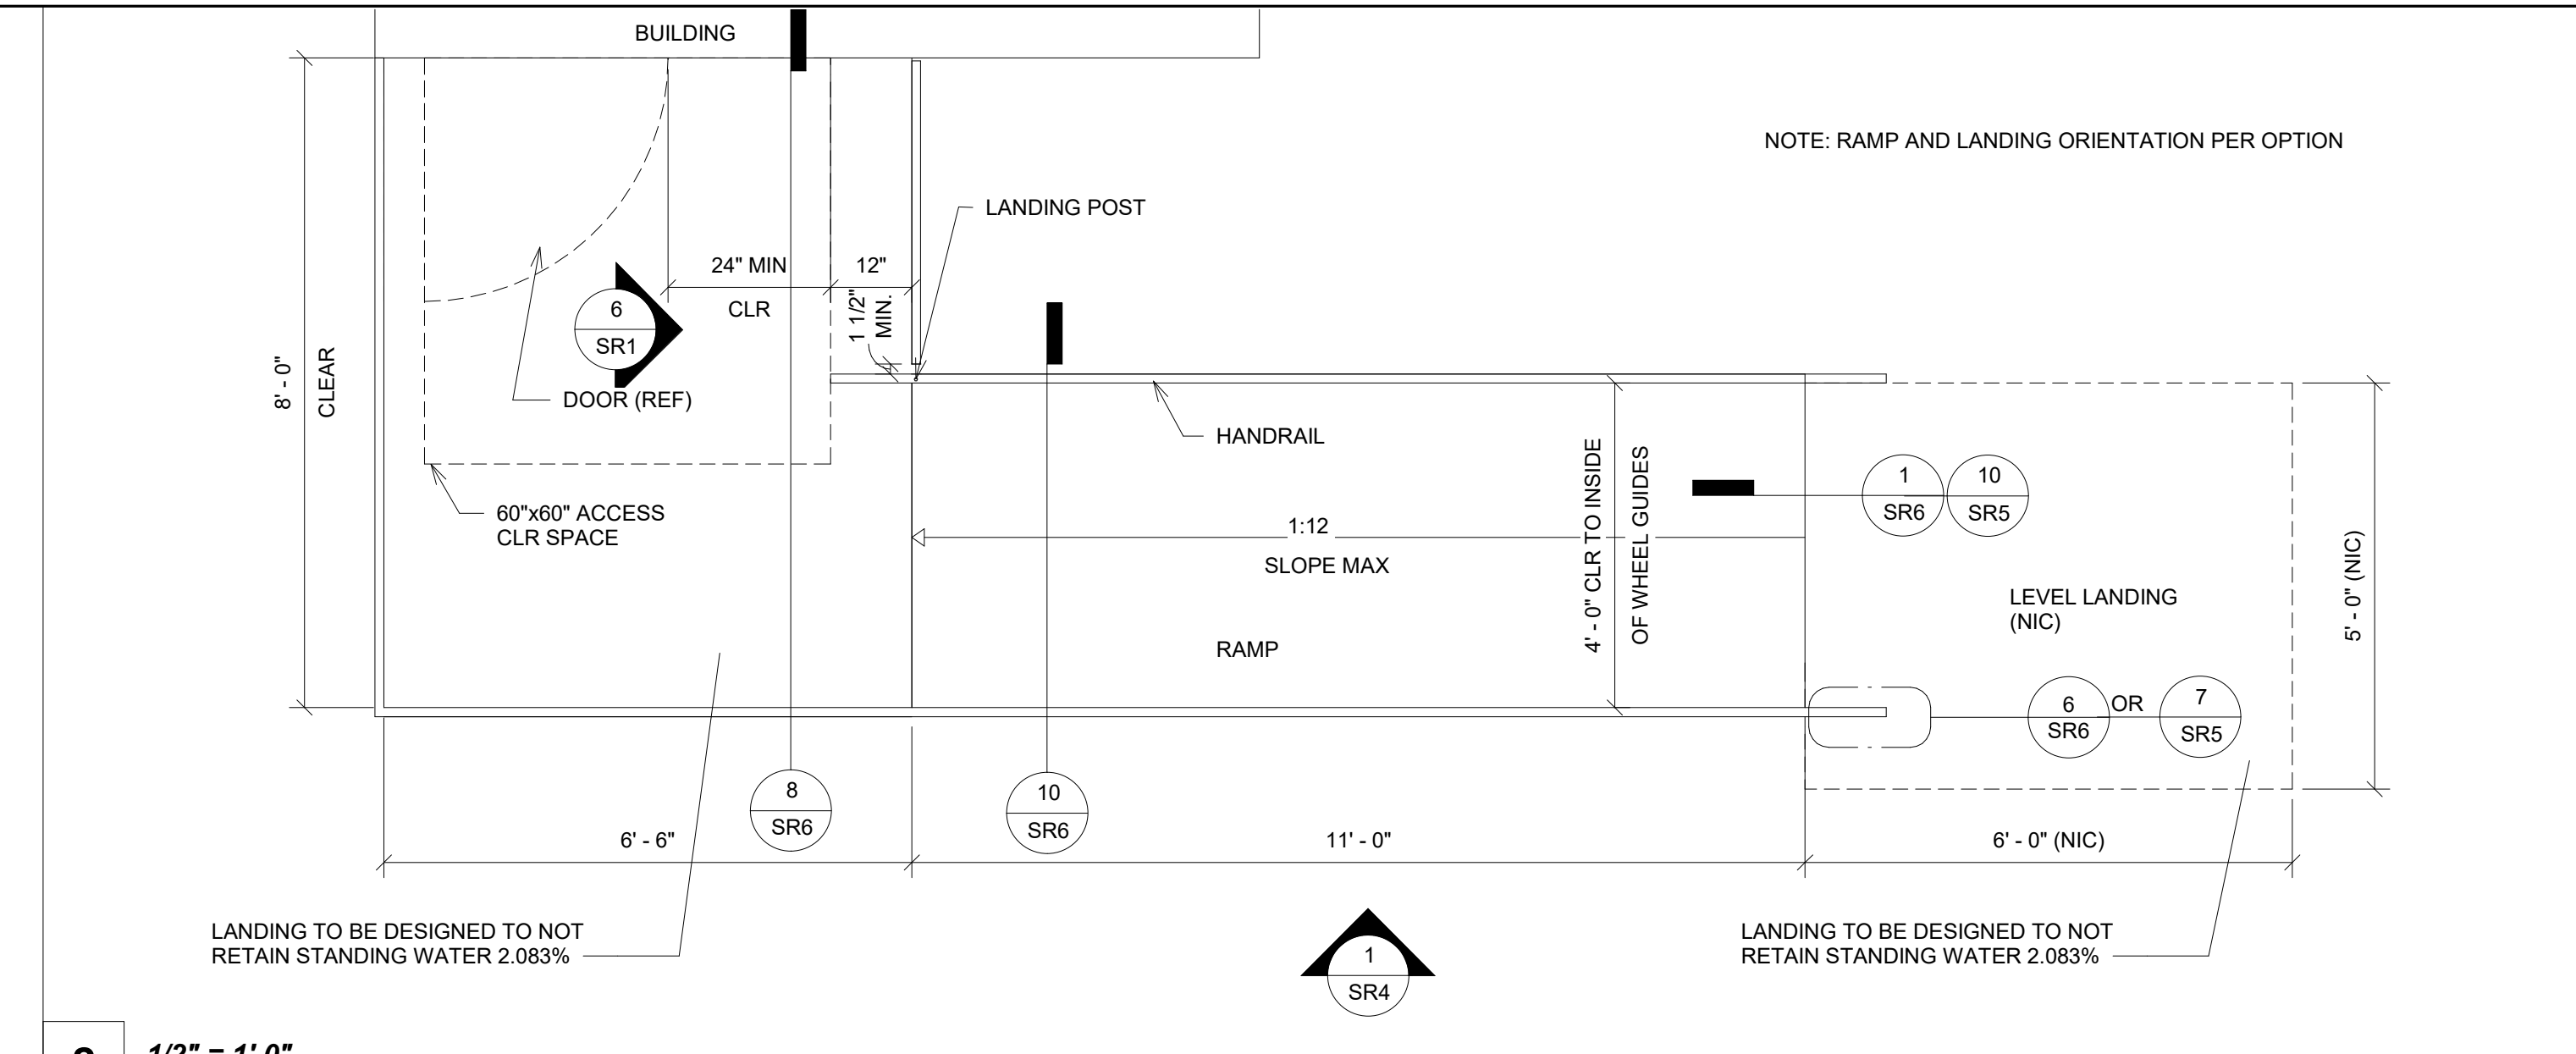 BUILDING
NOTE: RAMP AND LANDING ORIENTATION PER OPTION
LANDING POST
24" MIN
CLR
12"
1 1/2"
MIN.
6
SR1
8' - 0"
CLEAR
DOOR (REF)
HANDRAIL
4' - 0" CLR TO INSIDE
OF WHEEL GUIDES
1
SR6
10
SR5
60"x60" ACCESS
CLR SPACE
1:12
SLOPE MAX
5' - 0" (NIC)
LEVEL LANDING
(NIC)
RAMP
6
SR6
OR
7
SR5
8
SR6
10
SR6
6' - 6"
11' - 0"
6' - 0" (NIC)
LANDING TO BE DESIGNED TO NOT
RETAIN STANDING WATER 2.083%
1
SR4
LANDING TO BE DESIGNED TO NOT
RETAIN STANDING WATER 2.083%
1/2" = 1'-0"